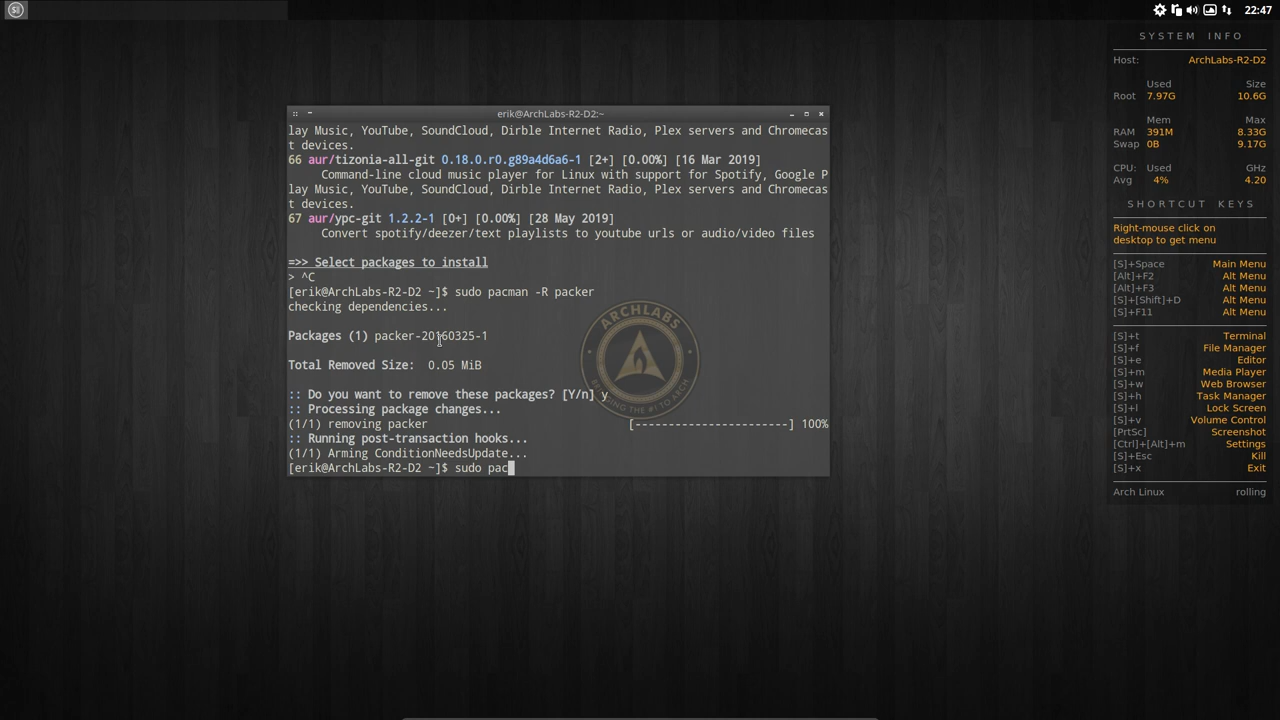 22:47
erik@ArchLabs-R2-D2:~
lay Music, YouTube, SoundCloud, Dirble Internet Radio, Plex servers and Chromecas
t devices.
66 aur/tizonia-all-git 0.18.0.r0.g89a4d6a6-1 [2+] [0.00%] [16 Mar 2019]
Command-line cloud music player for Linux with support for Spotify, Google P
lay Music, YouTube, SoundCloud, Dirble Internet Radio, Plex servers and Chromecas
t devices.
67 aur/ypc-git 1.2.2-1 [0+] [0.00%] [28 May 2019]
Convert spotify/deezer/text playlists to youtube urls or audio/video files
=>> Select packages to install
> ^C
[erik@ArchLabs-R2-D2 ~]$ sudo pacman -R packer
checking dependencies...
Packages (1) packer-20160325-1
Total Removed Size:  0.05 MiB
:: Do you want to remove these packages? [Y/n] y
:: Processing package changes...
(1/1) removing packer [-----------------------] 100%
:: Running post-transaction hooks...
(1/1) Arming ConditionNeedsUpdate...
[erik@ArchLabs-R2-D2 ~]$ sudo pac
ARCHLABS
SYSTEM INFO
Host: ArchLabs-R2-D2
Used Size
Root 7.97G 10.6G
Mem Max
RAM 391M 8.33G
Swap 0B 9.17G
CPU: GHz
Avg 4% 4.20
SHORTCUT KEYS
Right-mouse click on
desktop to get menu
[S]+Space Main Menu
[Alt]+F2 Alt Menu
[Alt]+F3 Alt Menu
[S]+[Shift]+D Alt Menu
[S]+F11 Alt Menu
[S]+t Terminal
[S]+f File Manager
[S]+e Editor
[S]+m Media Player
[S]+w Web Browser
[S]+h Task Manager
[S]+l Lock Screen
[S]+v Volume Control
[PrtSc] Screenshot
[Ctrl]+[Alt]+m Settings
[S]+Esc Kill
[S]+x Exit
Arch Linux rolling